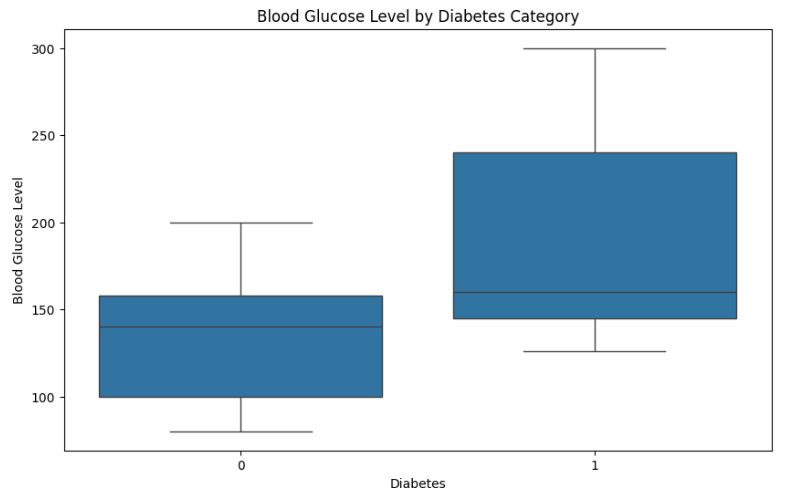 Blood Glucose Level by Diabetes Category
300
250
200
150
100
Blood Glucose Level
0 1
Diabetes